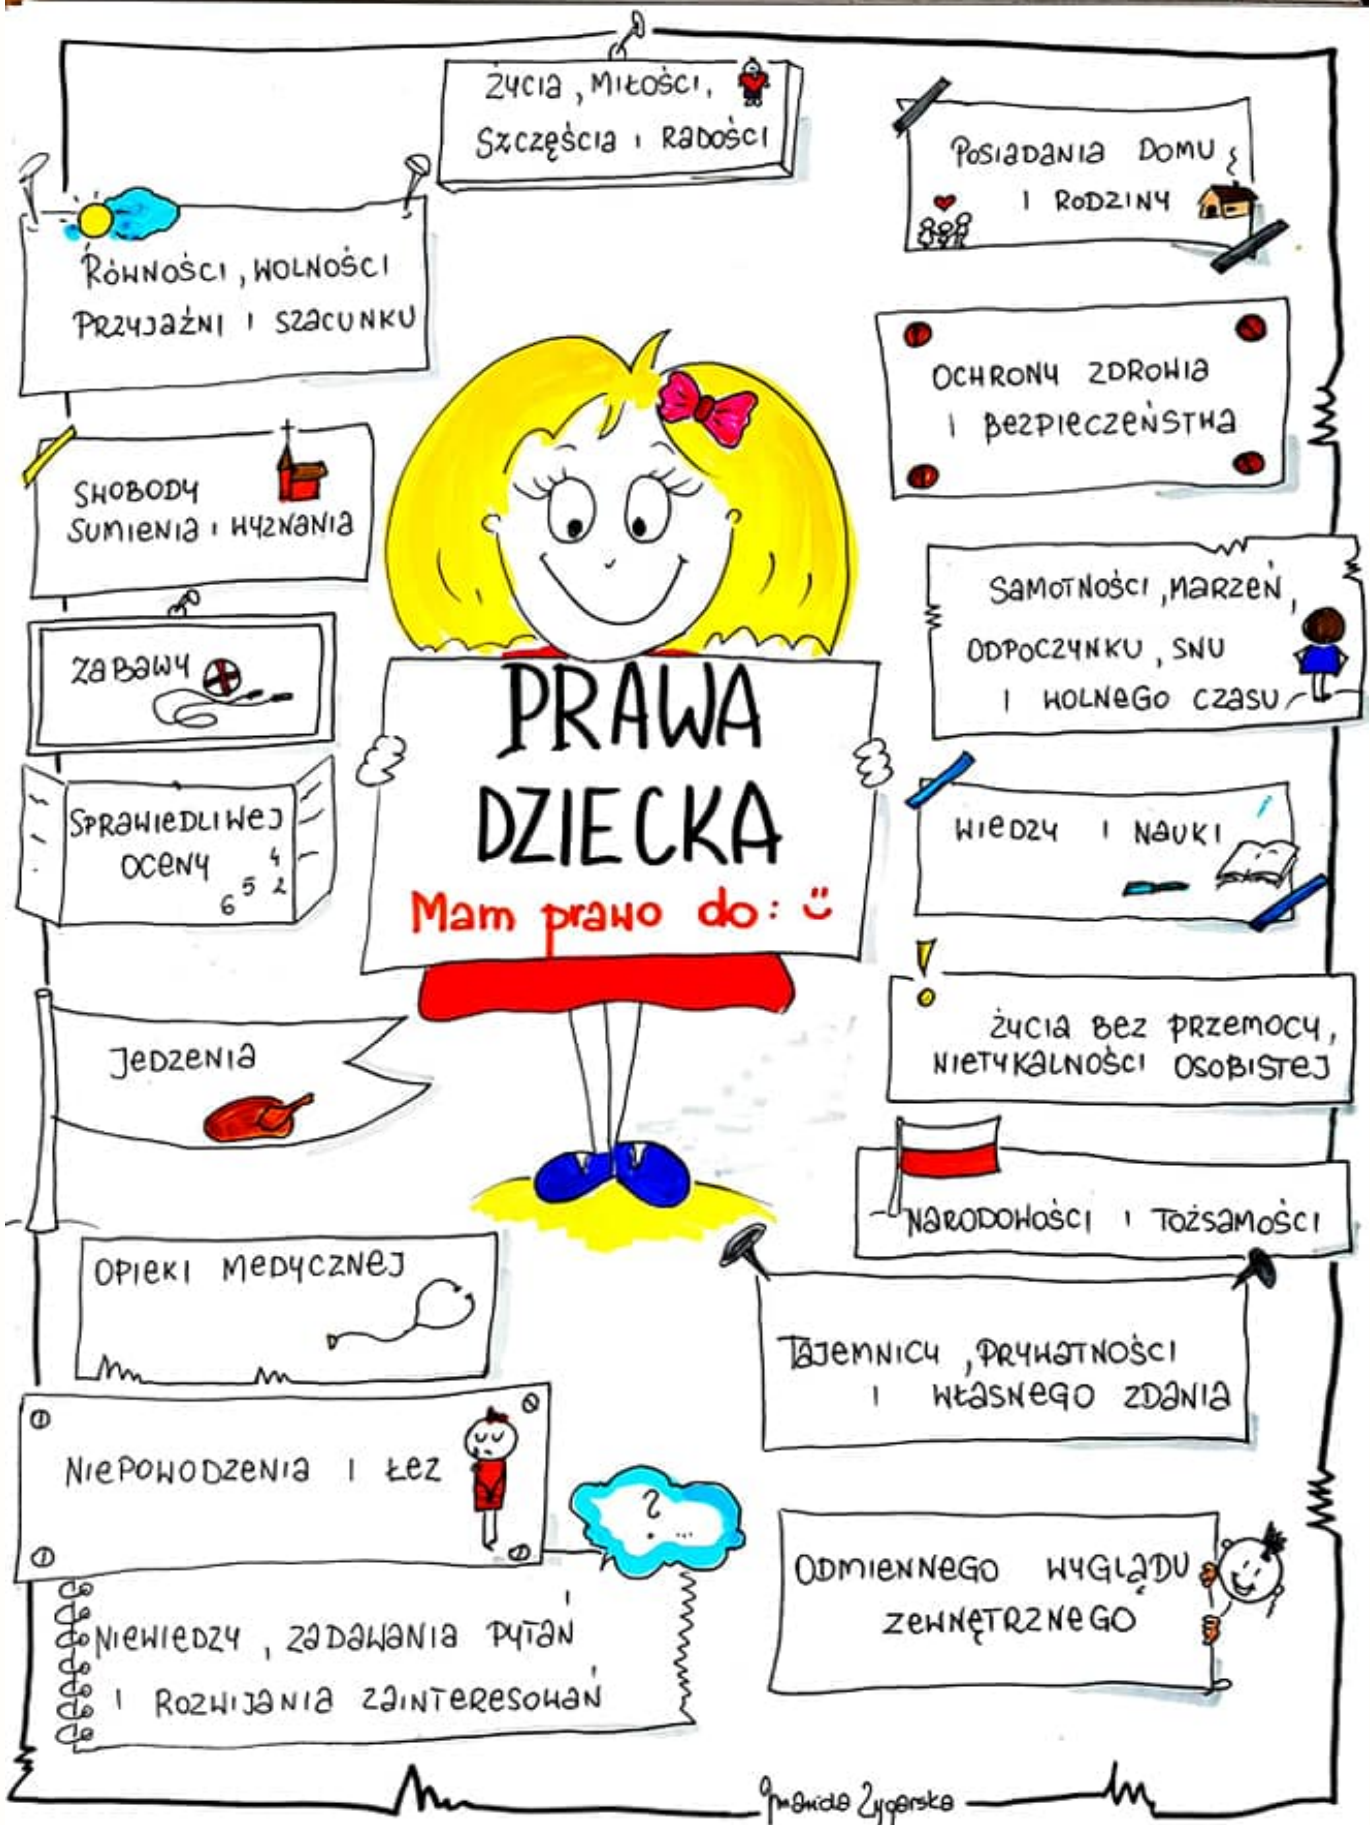 Życia, Miłości,
Szczęścia i Radości
Posiadania Domu
i Rodziny
Równości, wolności
Przyjaźni i szacunku
Ochrony zdrowia
i bezpieczeństwa
Swobody
sumienia i wyznania
Samotności, marzeń,
odpoczynku, snu
i wolnego czasu
Zabawy
PRAWA
DZIECKA
Mam prawo do:
Sprawiedliwej
oceny
4
6 5 2
Wiedzy i nauki
Życia bez przemocy,
nietykalności osobistej
Jedzenia
Narodowości i tożsamości
Opieki medycznej
Tajemnicy, prywatności
i własnego zdania
Niepowodzenia i łez
?
...
Odmiennego wyglądu
zewnętrznego
Niewiedzy, zadawania pytań
i rozwijania zainteresowań